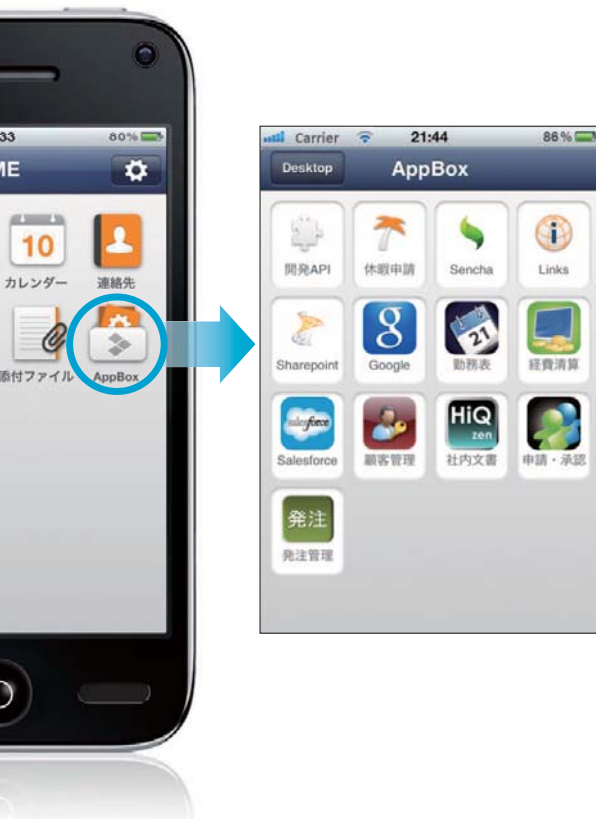 33 80%
ME
10
カレンダー 連絡先
添付ファイル AppBox
Carrier 21:44 86%
Desktop AppBox
開発API 休暇申請 Sencha Links
Sharepoint Google 勤務表 経費清算
8 21
salesforce HiQ zen
Salesforce 顧客管理 社内文書 申請・承認
発注
発注管理